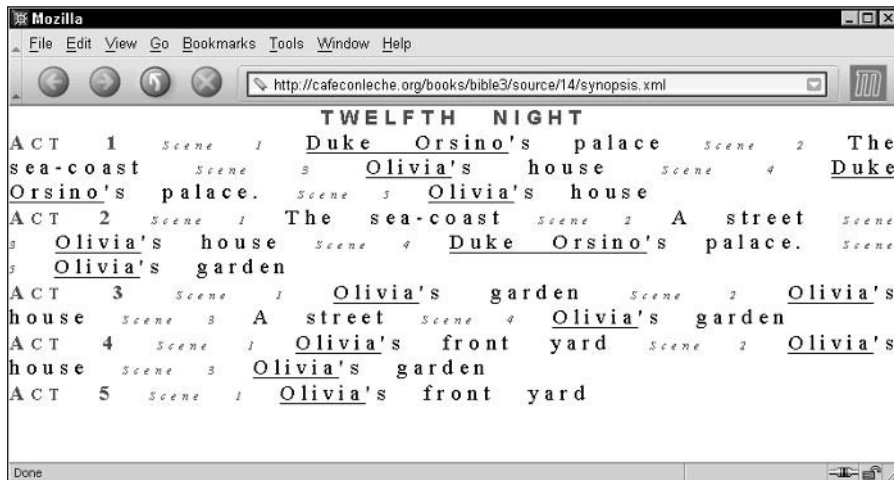 Mozilla
File Edit View Go Bookmarks Tools Window Help
http://cafeconleche.org/books/bible3/source/14/synopsis.xml
TWELFTH NIGHT
ACT 1 Scene 1 Duke Orsino's palace Scene 2 The
sea-coast Scene 3 Olivia's house Scene 4 Duke
Orsino's palace. Scene 5 Olivia's house
ACT 2 Scene 1 The sea-coast Scene 2 A street Scene
3 Olivia's house Scene 4 Duke Orsino's palace. Scene
5 Olivia's garden
ACT 3 Scene 1 Olivia's garden Scene 2 Olivia's
house Scene 3 A street Scene 4 Olivia's garden
ACT 4 Scene 1 Olivia's front yard Scene 2 Olivia's
house Scene 3 Olivia's garden
ACT 5 Scene 1 Olivia's front yard
Done